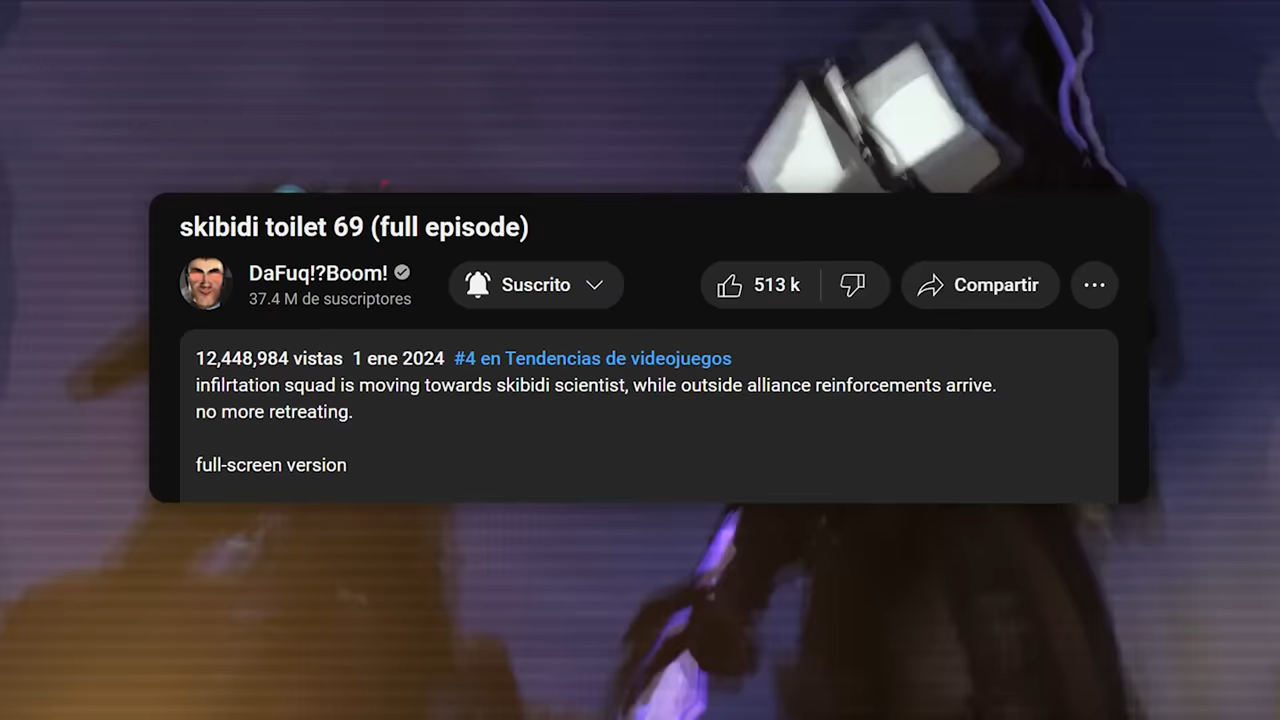 skibidi toilet 69 (full episode)
DaFuq!?Boom!
37.4 M de suscriptores
Suscrito
513 k
Compartir
12,448,984 vistas 1 ene 2024 #4 en Tendencias de videojuegos
infilrtation squad is moving towards skibidi scientist, while outside alliance reinforcements arrive.
no more retreating.
full-screen version